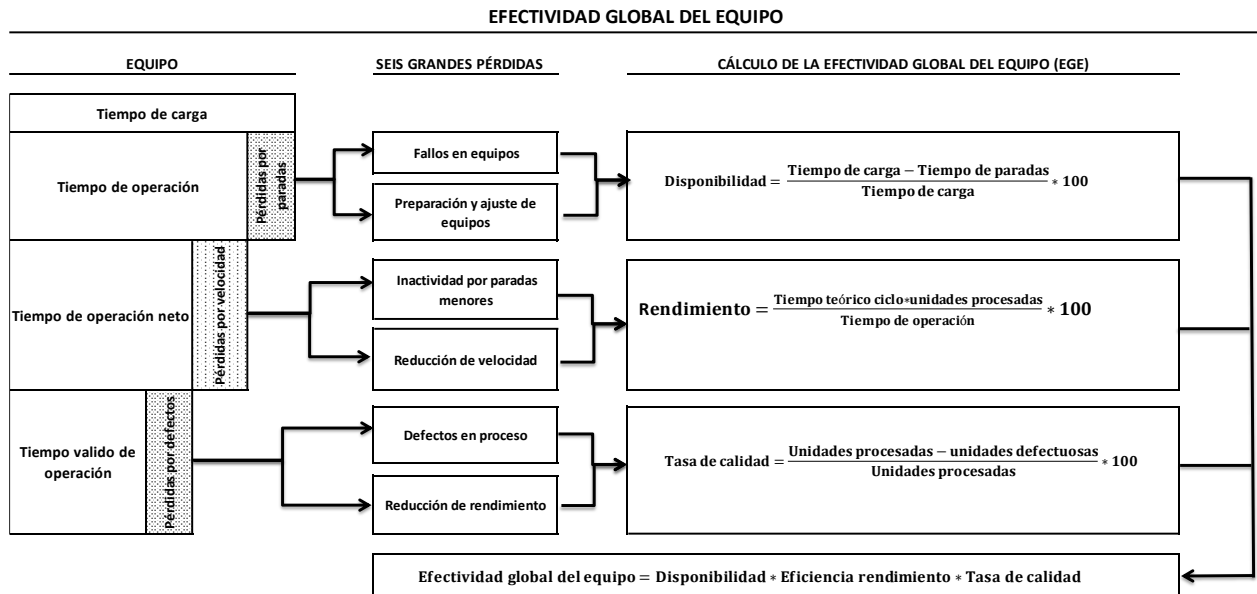 EFECTIVIDAD GLOBAL DEL EQUIPO
EQUIPO
SEIS GRANDES PÉRDIDAS
CÁLCULO DE LA EFECTIVIDAD GLOBAL DEL EQUIPO (EGE)
Tiempo de carga
Tiempo de operación
Pérdidas por
paradas
Fallos en equipos
Preparación y ajuste de
equipos
Disponibilidad = (Tiempo de carga − Tiempo de paradas) / Tiempo de carga ∗ 100
Tiempo de operación neto
Pérdidas por velocidad
Inactividad por paradas
menores
Reducción de velocidad
Rendimiento = (Tiempo teórico ciclo∗unidades procesadas) / Tiempo de operación ∗ 100
Tiempo valido de
operación
Pérdidas por defectos
Defectos en proceso
Reducción de rendimiento
Tasa de calidad = (Unidades procesadas − unidades defectuosas) / Unidades procesadas ∗ 100
Efectividad global del equipo = Disponibilidad ∗ Eficiencia rendimiento ∗ Tasa de calidad